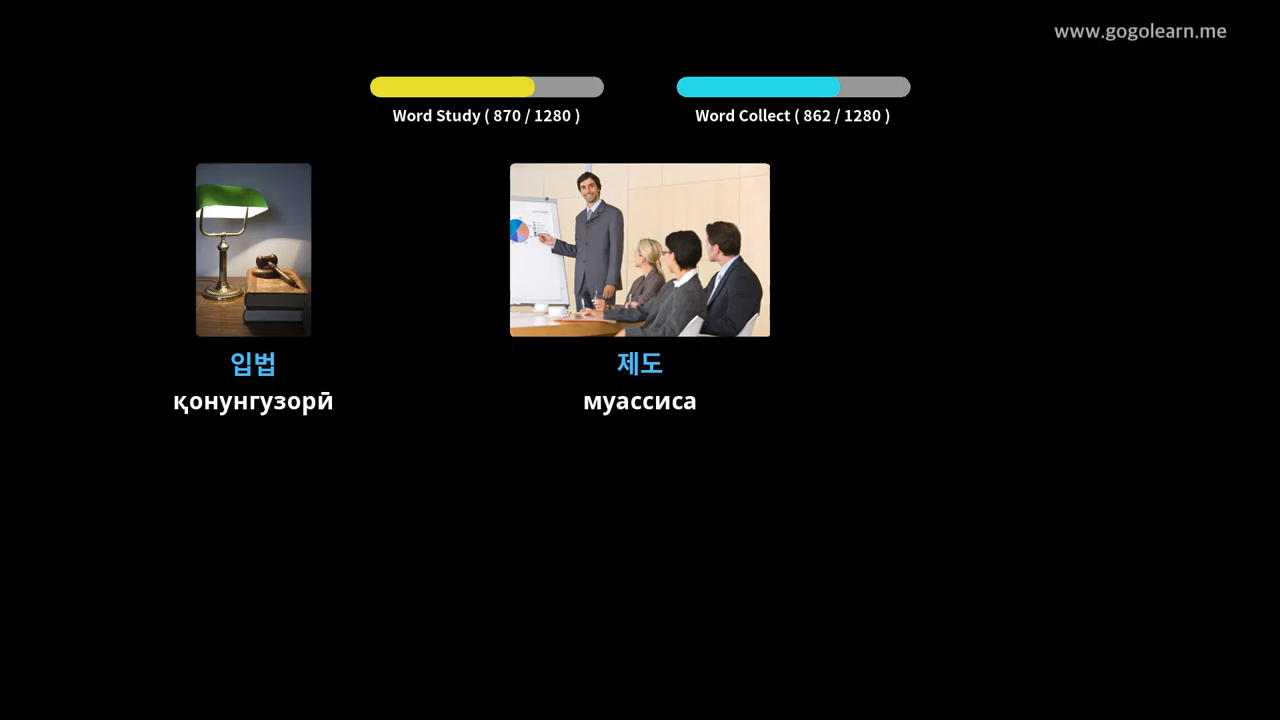 www.gogolearn.me
Word Study ( 870 / 1280 )
Word Collect ( 862 / 1280 )
입법
қонунгузорӣ
제도
муассиса